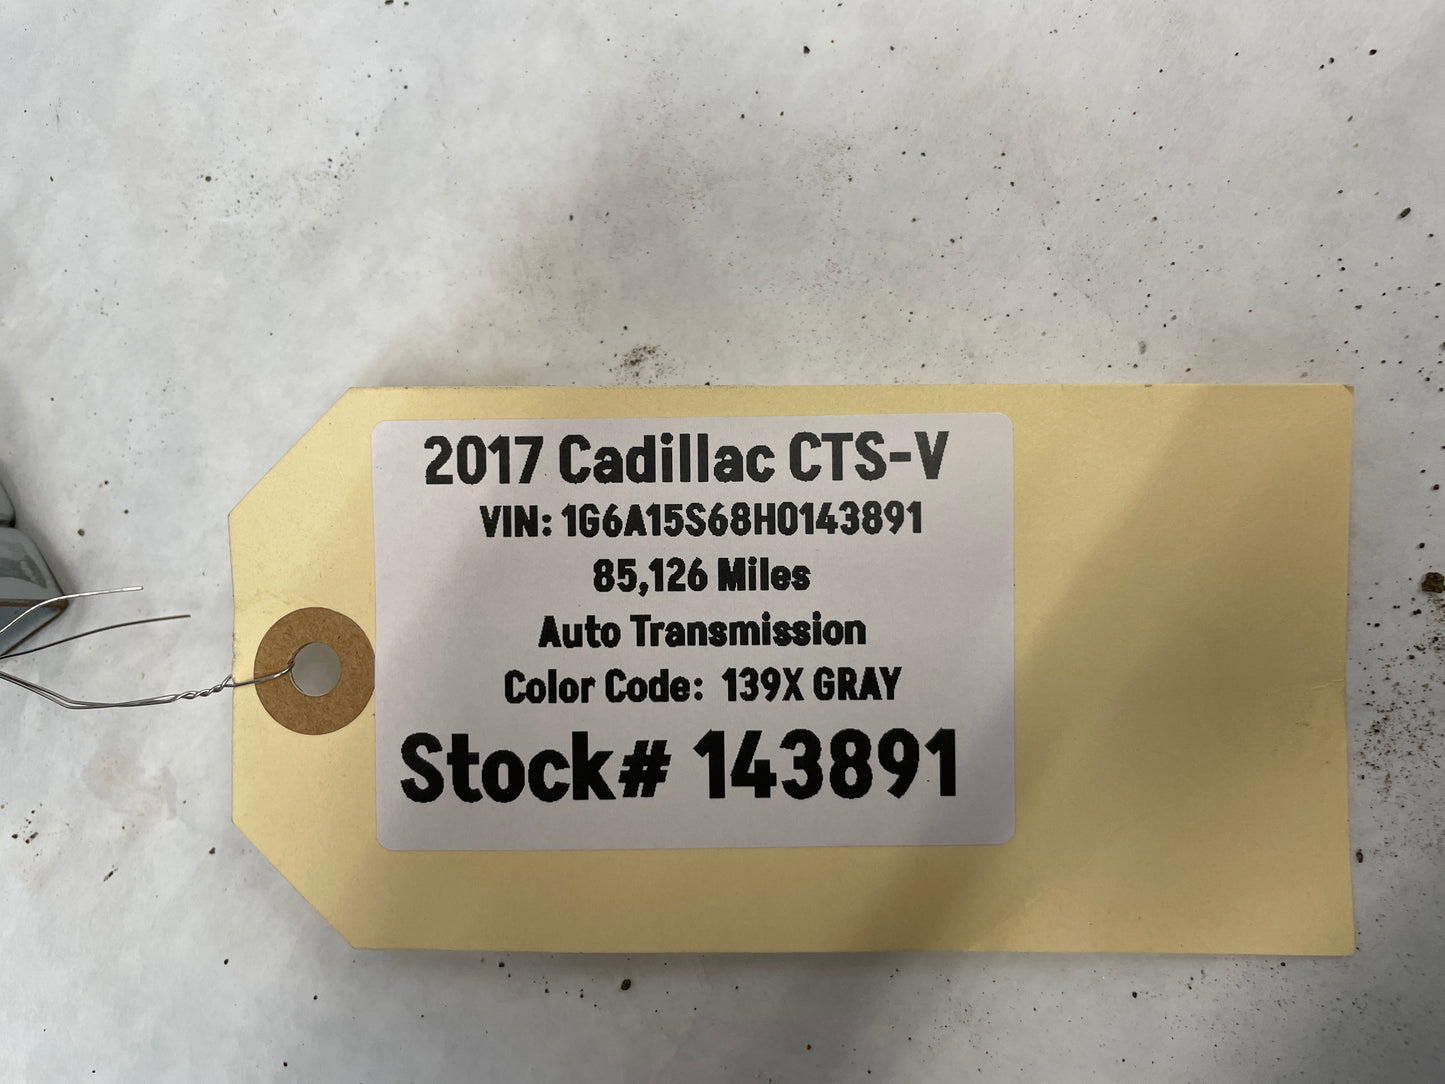 2017 Cadillac CTS-V
VIN: 1G6A15S68H0143891
85,126 Miles
Auto Transmission
Color Code: 139X GRAY
Stock# 143891